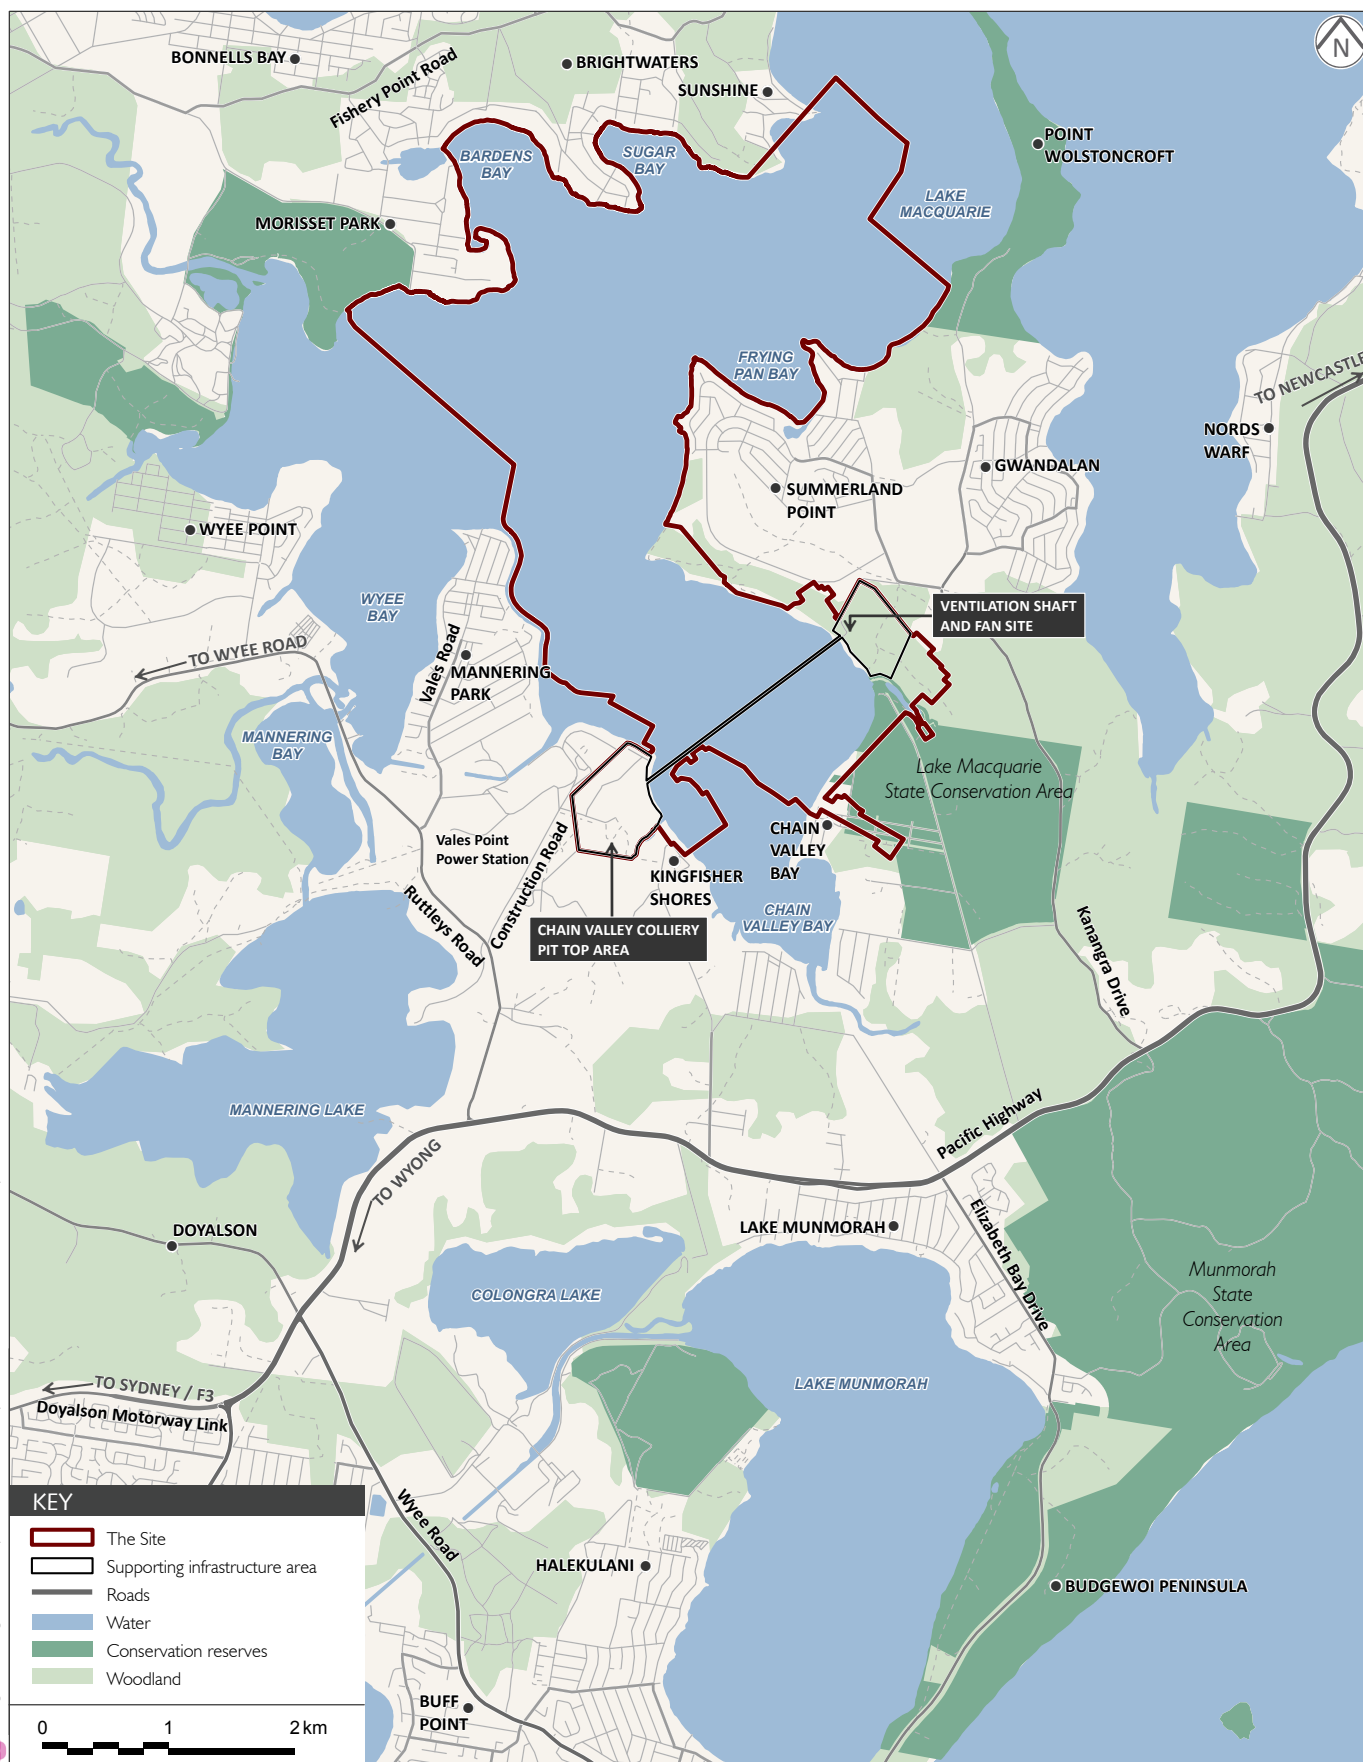 BONNELLS BAY
Fishery Point Road
BRIGHTWATERS
SUNSHINE
N
POINT
WOLSTONCROFT
BARDENS
BAY
SUGAR
BAY
LAKE
MACQUARIE
MORISSET PARK
FRYING
PAN BAY
TO NEWCASTLE
NORDS
WARF
GWANDALAN
SUMMERLAND
POINT
WYEE POINT
WYEE
BAY
VENTILATION SHAFT
AND FAN SITE
TO WYEE ROAD
Vales Road
MANNERING
PARK
MANNERING
BAY
Lake Macquarie
State Conservation Area
Vales Point
Power Station
Construction Road
CHAIN
VALLEY
BAY
KINGFISHER
SHORES
Ruttleys Road
CHAIN
VALLEY BAY
CHAIN VALLEY COLLIERY
PIT TOP AREA
Kanangra Drive
MANNERING LAKE
Pacific Highway
TO WYONG
DOYALSON
LAKE MUNMORAH
Elizabeth Bay Drive
COLONGRA LAKE
Munmorah
State
Conservation
Area
TO SYDNEY / F3
Doyalson Motorway Link
LAKE MUNMORAH
Wyee Road
HALEKULANI
BUDGEWOI PENINSULA
BUFF
POINT
KEY
The Site
Supporting infrastructure area
Roads
Water
Conservation reserves
Woodland
0 1 2 km